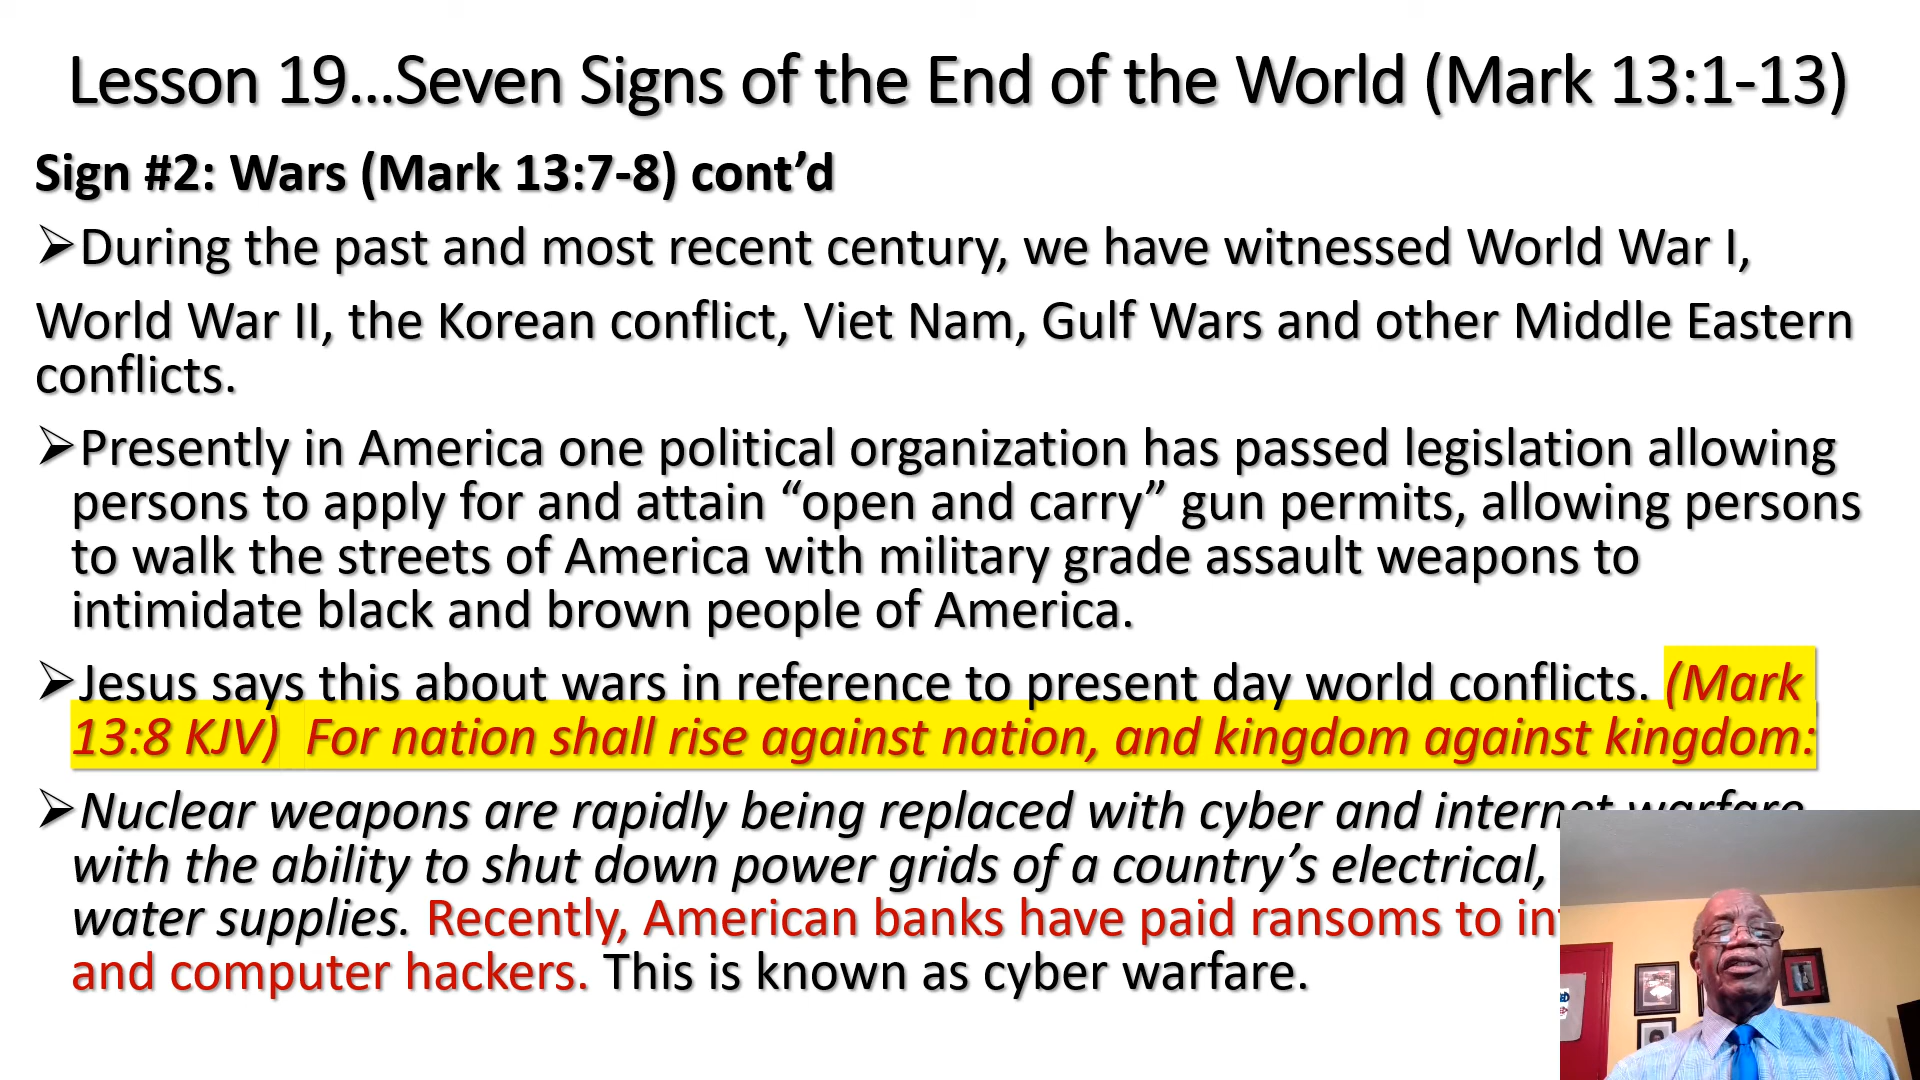 Lesson 19...Seven Signs of the End of the World (Mark 13:1-13)
Sign #2: Wars (Mark 13:7-8) cont’d
➢During the past and most recent century, we have witnessed World War I,
World War II, the Korean conflict, Viet Nam, Gulf Wars and other Middle Eastern
conflicts.
➢Presently in America one political organization has passed legislation allowing
persons to apply for and attain “open and carry” gun permits, allowing persons
to walk the streets of America with military grade assault weapons to
intimidate black and brown people of America.
➢Jesus says this about wars in reference to present day world conflicts. (Mark
13:8 KJV) For nation shall rise against nation, and kingdom against kingdom:
➢Nuclear weapons are rapidly being replaced with cyber and internet warfare
with the ability to shut down power grids of a country’s electrical,
water supplies. Recently, American banks have paid ransoms to
and computer hackers. This is known as cyber warfare.